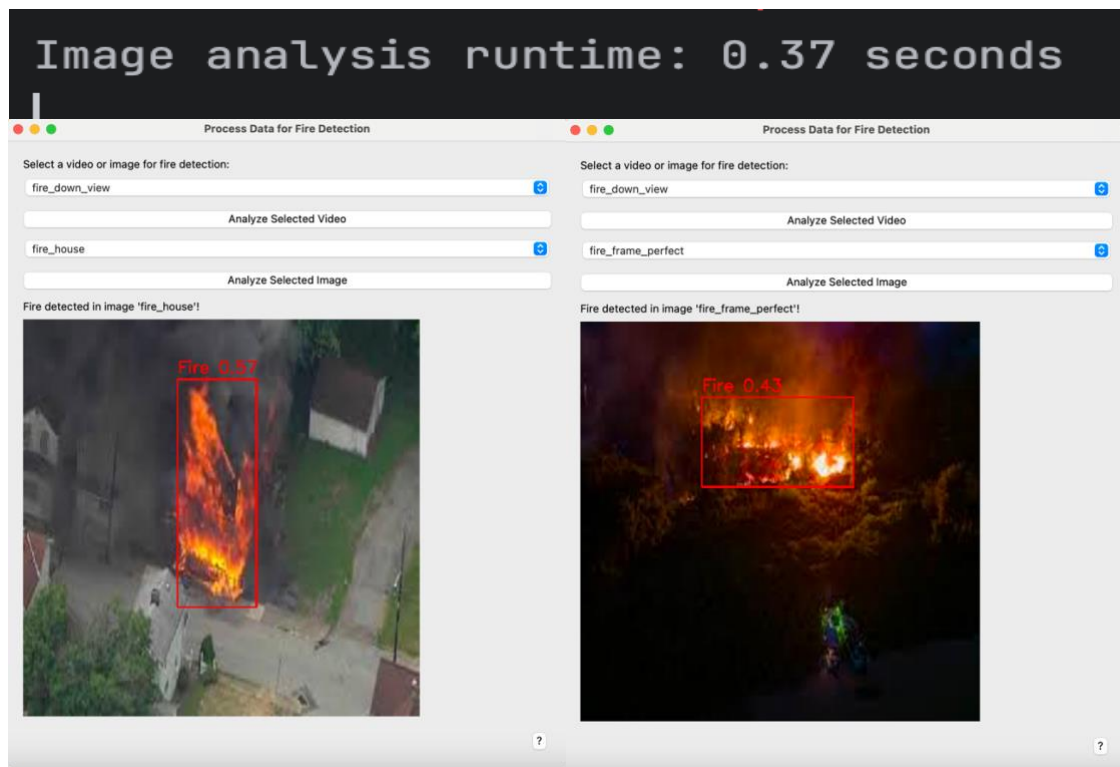 Image analysis runtime: 0.37 seconds
Process Data for Fire Detection
Select a video or image for fire detection:
fire_down_view
Analyze Selected Video
fire_house
Analyze Selected Image
Fire detected in image 'fire_house'!
Fire 0.57
?
Process Data for Fire Detection
Select a video or image for fire detection:
fire_down_view
Analyze Selected Video
fire_frame_perfect
Analyze Selected Image
Fire detected in image 'fire_frame_perfect'!
Fire 0.43
?